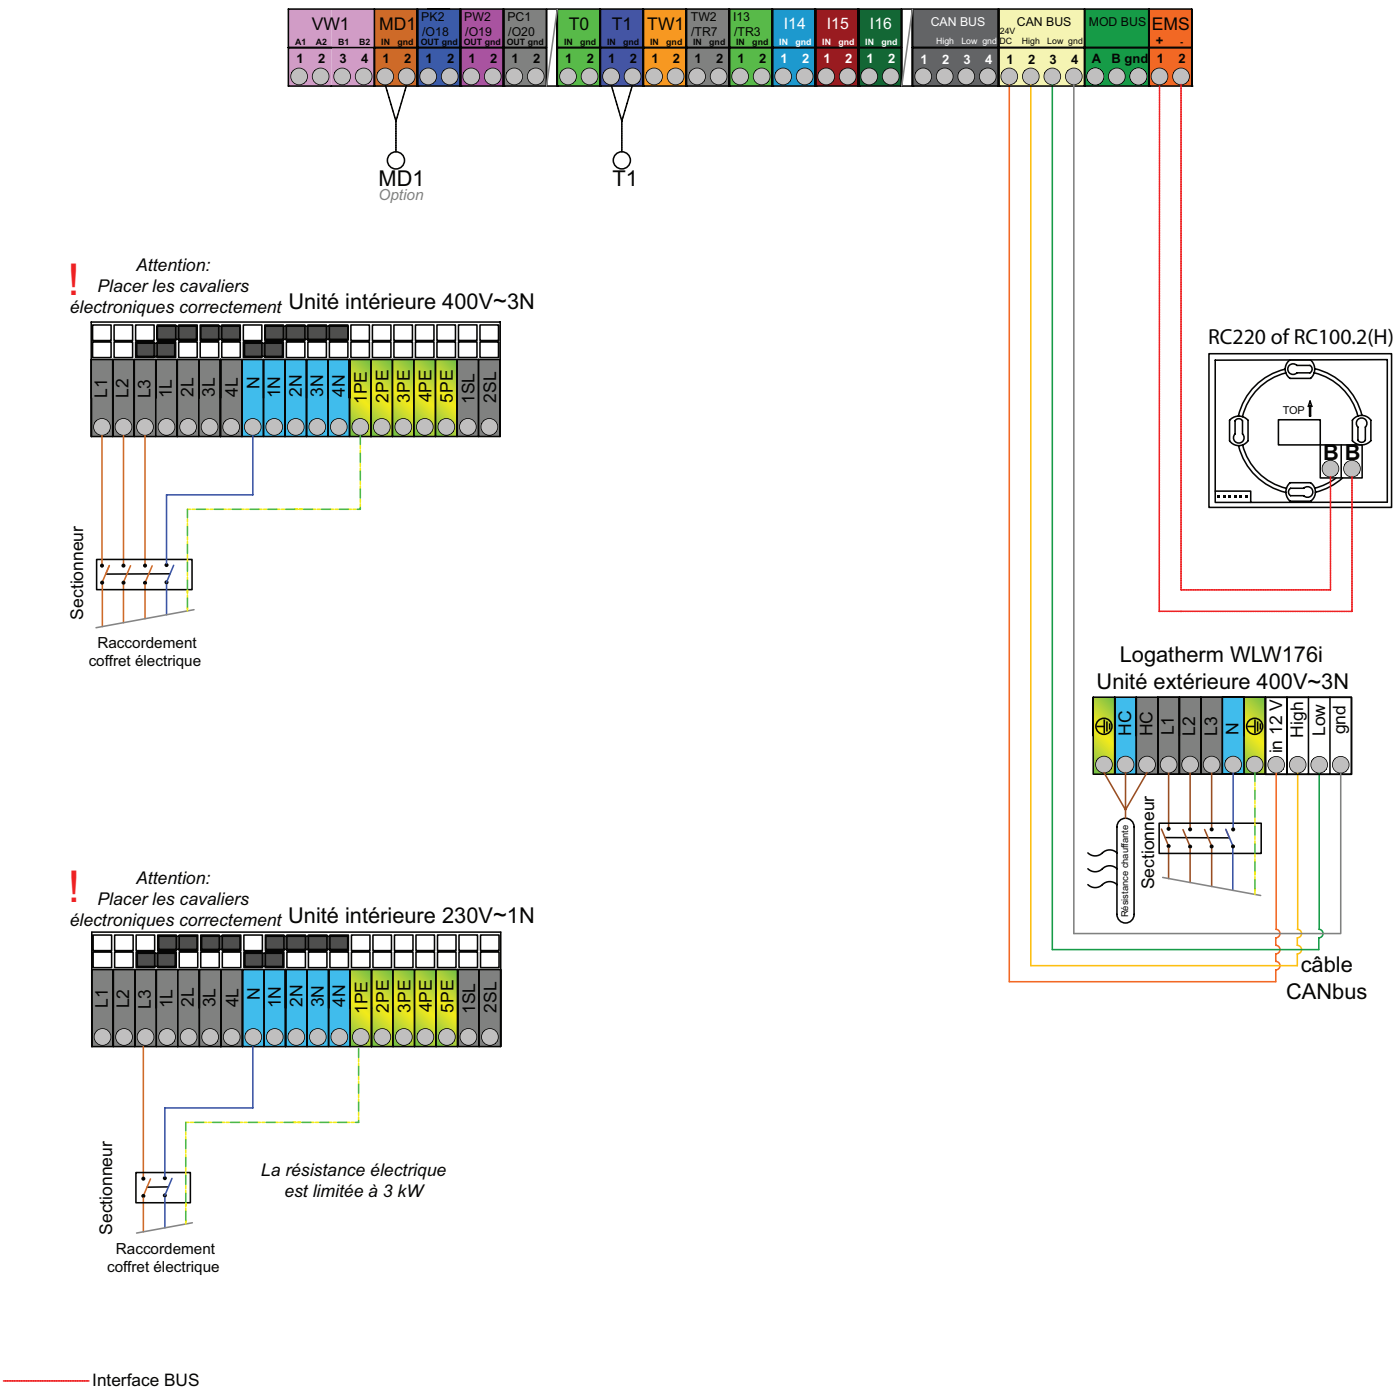 VW1 MD1 PK2 /O18 PW2 /O19 PC1 /O20 T0 T1 TW1 TW2 /TR7 I13 /TR3 I14 I15 I16 CAN BUS CAN BUS MOD BUS EMS
A1 A2 B1 B2 IN gnd OUT gnd OUT gnd OUT gnd IN gnd IN gnd IN gnd IN gnd IN gnd IN gnd IN gnd IN gnd High Low gnd 24V DC High Low gnd + -
1 2 3 4 1 2 1 2 1 2 1 2 1 2 1 2 1 2 1 2 1 2 1 2 1 2 1 2 1 2 3 4 1 2 3 4 A B gnd 1 2
MD1
Option
T1
!
Attention:
Placer les cavaliers
électroniques correctement
Unité intérieure 400V~3N
L1 L2 L3 1L 2L 3L 4L N 1N 2N 3N 4N 1PE 2PE 3PE 4PE 5PE 1SL 2SL
Sectionneur
Raccordement
coffret électrique
RC220 of RC100.2(H)
TOP
B B
Logatherm WLW176i
Unité extérieure 400V~3N
HC HC L1 L2 L3 N in 12 V High Low gnd
Résistance chauffante
Sectionneur
câble
CANbus
!
Attention:
Placer les cavaliers
électroniques correctement
Unité intérieure 230V~1N
L1 L2 L3 1L 2L 3L 4L N 1N 2N 3N 4N 1PE 2PE 3PE 4PE 5PE 1SL 2SL
Sectionneur
La résistance électrique
est limitée à 3 kW
Raccordement
coffret électrique
Interface BUS